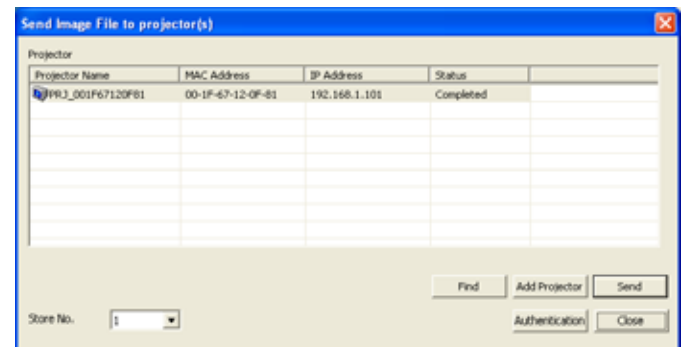 Send Image File to projector(s)
Projector
Projector Name MAC Address IP Address Status
PRJ_001F67120F81 00-1F-67-12-0F-81 192.168.1.101 Completed
Find Add Projector Send
Store No. 1 Authentication Close